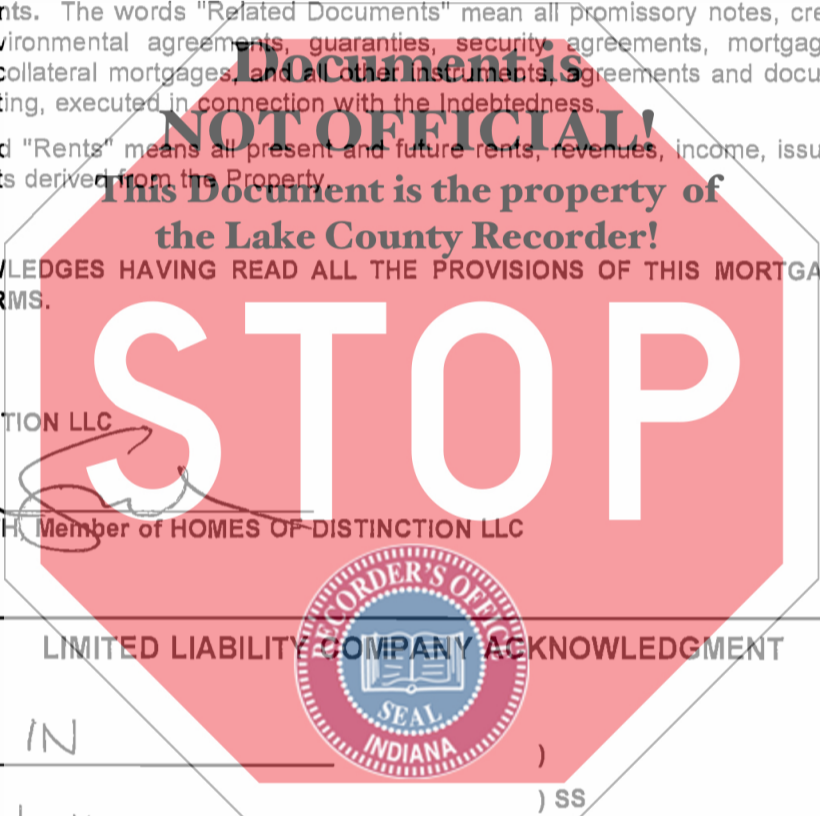 nts. The words "Related Documents" mean all promissory notes, cre
vironmental agreements, guaranties, security agreements, mortgag
collateral mortgages, and all other instruments, agreements and docu
ting, executed in connection with the Indebtedness.
Document is
NOT OFFICIAL!
d "Rents" means all present and future rents, revenues, income, issu
ts derived from the Property.
This Document is the property of
the Lake County Recorder!
LEDGES HAVING READ ALL THE PROVISIONS OF THIS MORTGA
RMS.
STOP
TION LLC
H, Member of HOMES OF DISTINCTION LLC
RECORDER'S OFFICE
LIMITED LIABILITY COMPANY ACKNOWLEDGMENT
SEAL
INDIANA
IN )
) SS